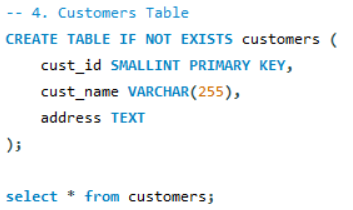 -- 4. Customers Table
CREATE TABLE IF NOT EXISTS customers (
    cust_id SMALLINT PRIMARY KEY,
    cust_name VARCHAR(255),
    address TEXT
);

select * from customers;